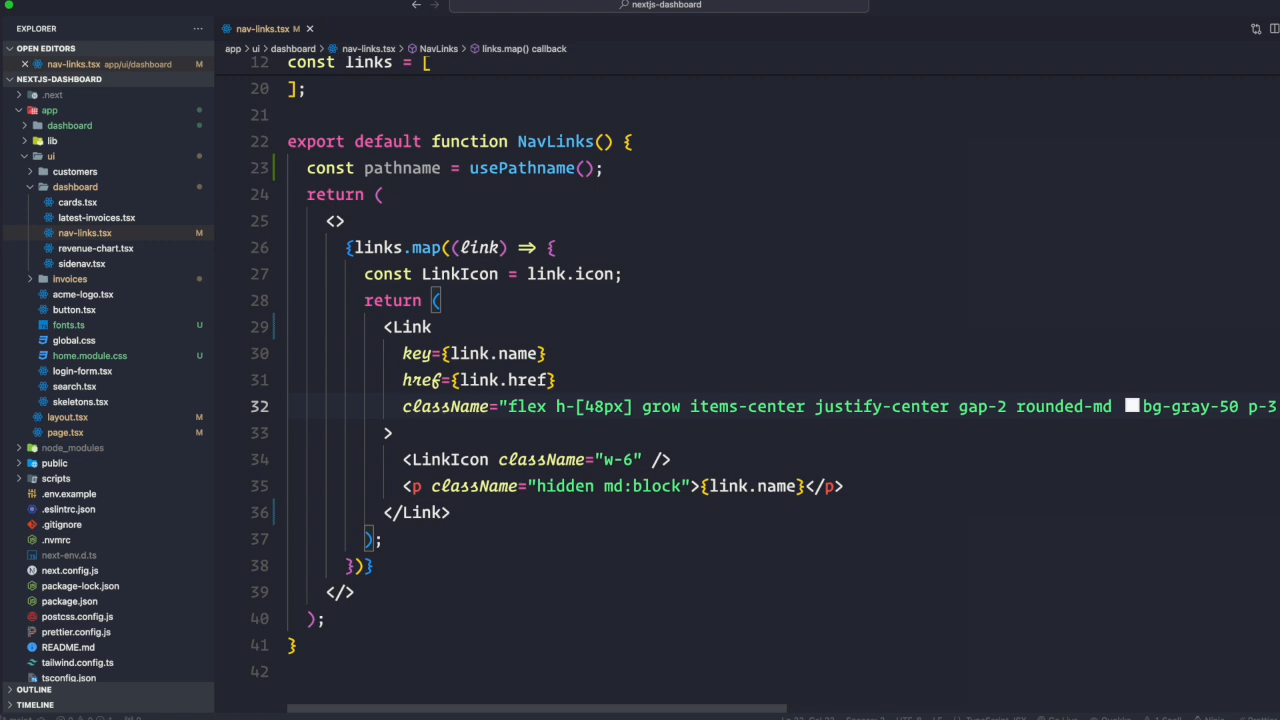 nextjs-dashboard
EXPLORER
nav-links.tsx M
OPEN EDITORS
nav-links.tsx app/ui/dashboard M
app > ui > dashboard > nav-links.tsx > NavLinks > links.map() callback
NEXTJS-DASHBOARD
.next
app
dashboard
lib
ui
customers
dashboard
cards.tsx
latest-invoices.tsx
nav-links.tsx M
revenue-chart.tsx
sidenav.tsx
invoices
acme-logo.tsx
button.tsx
fonts.ts U
global.css
home.module.css U
login-form.tsx
search.tsx
skeletons.tsx
layout.tsx M
page.tsx M
node_modules
public
scripts
.env.example
.eslintrc.json
.gitignore
.nvmrc
next-env.d.ts
next.config.js
package-lock.json
package.json
postcss.config.js
prettier.config.js
README.md
tailwind.config.ts
tsconfig.json
OUTLINE
TIMELINE
12 const links = [
20 ];
21
22 export default function NavLinks() {
23 const pathname = usePathname();
24 return (
25 <>
26 {links.map((link) => {
27 const LinkIcon = link.icon;
28 return (
29 <Link
30 key={link.name}
31 href={link.href}
32 className="flex h-[48px] grow items-center justify-center gap-2 rounded-md bg-gray-50 p-3
33 >
34 <LinkIcon className="w-6" />
35 <p className="hidden md:block">{link.name}</p>
36 </Link>
37 );
38 })}
39 </>
40 );
41 }
42